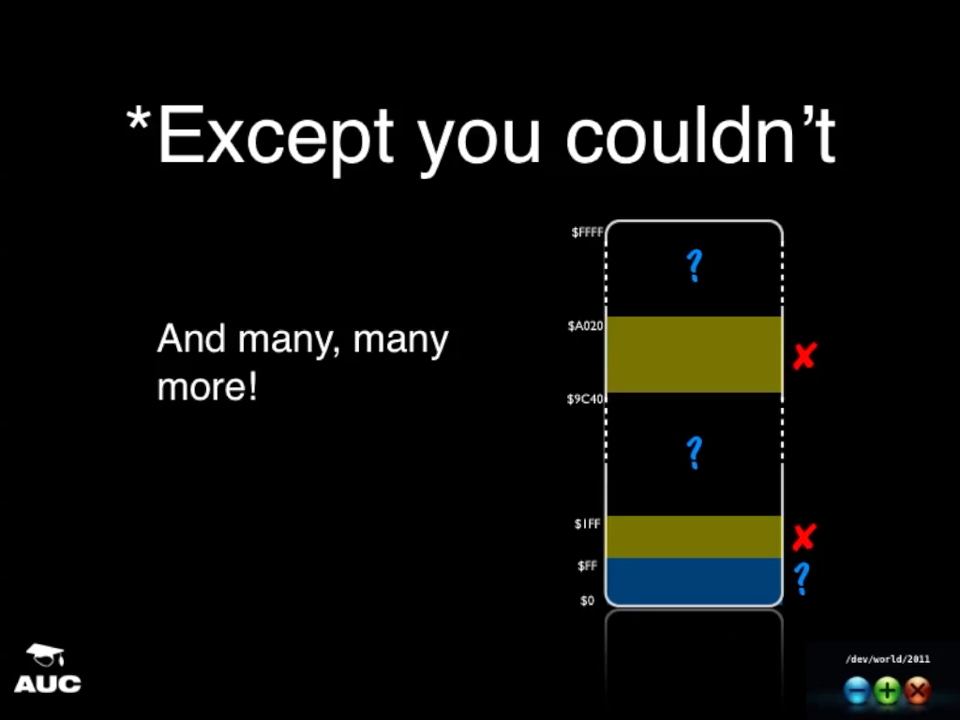 *Except you couldn’t
$FFFF
?
And many, many
more!
$A020
✘
$9C40
?
$1FF
✘
$FF
?
$0
AUC
/dev/world/2011